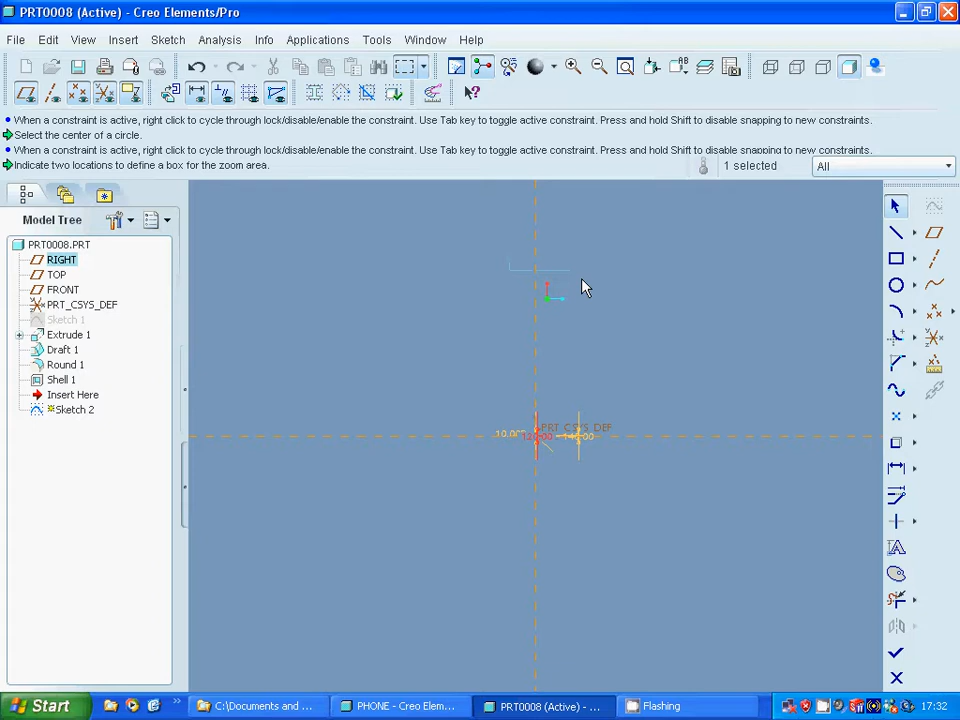 PRT0008 (Active) - Creo Elements/Pro
File Edit View Insert Sketch Analysis Info Applications Tools Window Help
When a constraint is active, right click to cycle through lock/disable/enable the constraint. Use Tab key to toggle active constraint. Press and hold Shift to disable snapping to new constraints.
Select the center of a circle.
When a constraint is active, right click to cycle through lock/disable/enable the constraint. Use Tab key to toggle active constraint. Press and hold Shift to disable snapping to new constraints.
Indicate two locations to define a box for the zoom area.
1 selected
All
Model Tree
PRT0008.PRT
RIGHT
TOP
FRONT
PRT_CSYS_DEF
Sketch 1
Extrude 1
Draft 1
Round 1
Shell 1
Insert Here
Sketch 2
PRT_CSYS_DEF
Start
C:\Documents and ...
PHONE - Creo Elem...
PRT0008 (Active) - ...
Flashing
17:32